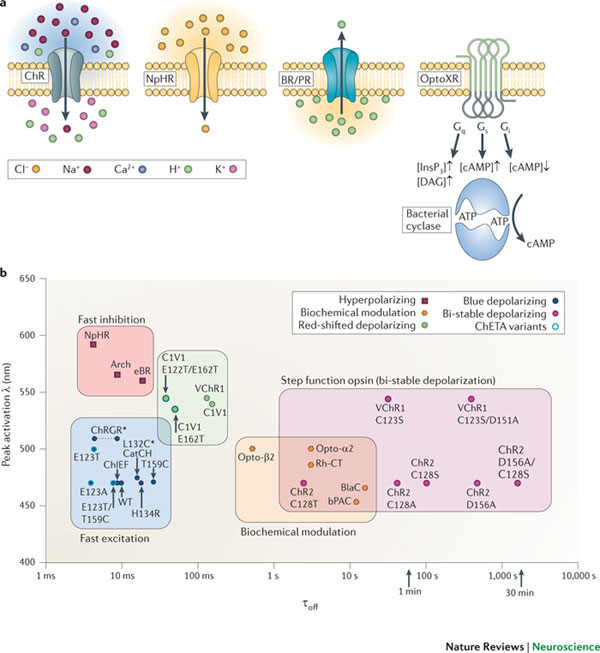 a
ChR
NpHR
BR/PR
OptoXR
Gq Gs Gi
[InsP3]↑ [cAMP]↑ [cAMP]↓
[DAG]↑
Bacterial
cyclase
ATP
ATP
cAMP
Cl– Na+ Ca2+ H+ K+
b
Peak activation λ (nm)
650
600
550
500
450
400
Hyperpolarizing
Biochemical modulation
Red-shifted depolarizing
Blue depolarizing
Bi-stable depolarizing
ChETA variants
Fast inhibition
NpHR
Arch
eBR
C1V1
E122T/E162T
VChR1
C1V1
C1V1
E162T
ChRGR*
E123T
L132C*
CatCH
ChIEF
T159C
E123A
WT
E123T/
T159C
H134R
Fast excitation
Step function opsin (bi-stable depolarization)
VChR1
C123S
VChR1
C123S/D151A
Opto-β2
Opto-α2
Rh-CT
BlaC
bPAC
ChR2
C128T
Biochemical modulation
ChR2
C128S
ChR2
C128A
ChR2
D156A
ChR2
D156A/
C128S
1 ms 10 ms 100 ms 1 s 10 s 100 s 1,000 s 10,000 s
1 min
30 min
τoff
Nature Reviews | Neuroscience